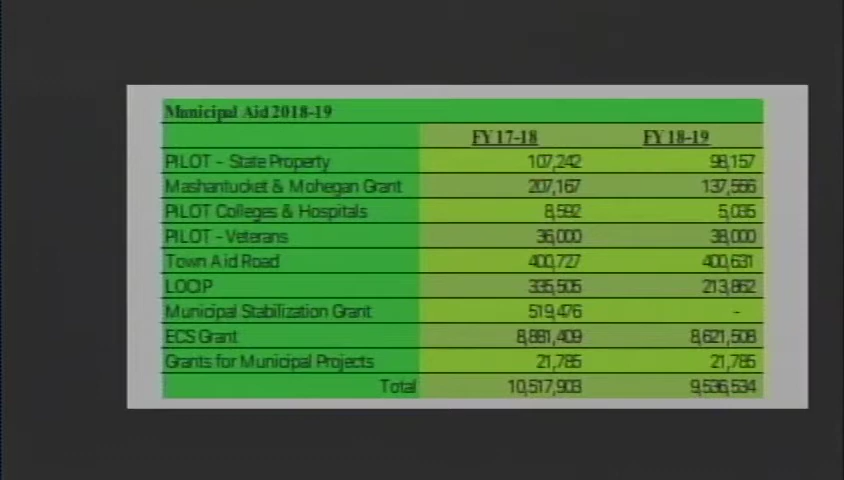 Municipal Aid 2018-19
FY 17-18 FY 18-19
PILOT - State Property 107,242 98,157
Mashantucket & Mohegan Grant 207,167 137,556
PILOT Colleges & Hospitals 8,592 5,035
PILOT - Veterans 36,000 38,000
Town Aid Road 400,727 400,631
LOCIP 335,505 213,862
Municipal Stabilization Grant 519,476 -
ECS Grant 8,881,409 8,621,508
Grants for Municipal Projects 21,785 21,785
Total 10,517,903 9,536,534